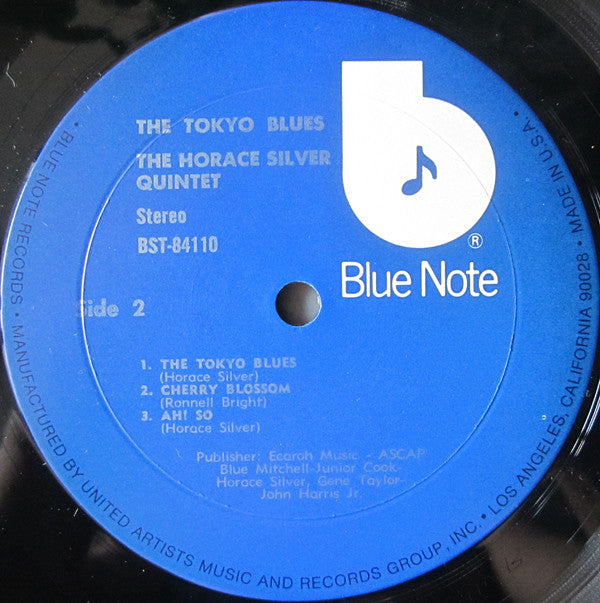 THE TOKYO BLUES
THE HORACE SILVER
QUINTET
Stereo
BST-84110
® 
Blue Note
Side 2
1. THE TOKYO BLUES
(Horace Silver)
2. CHERRY BLOSSOM
(Ronnell Bright)
3. AH! SO
(Horace Silver)
Publisher: Ecaroh Music - ASCAP
Blue Mitchell-Junior Cook-
Horace Silver, Gene Taylor-
John Harris Jr.
• BLUE NOTE RECORDS • MANUFACTURED BY UNITED ARTISTS MUSIC AND RECORDS GROUP, INC. • LOS ANGELES, CALIFORNIA 90028 • MADE IN U.S.A.